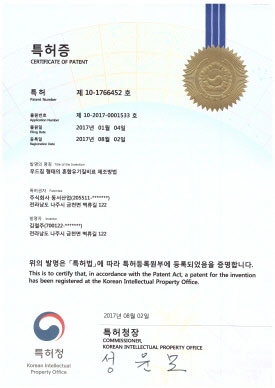 특허증
CERTIFICATE OF PATENT
특허 제 10-1766452 호
Patent Number
출원번호 제 10-2017-0001533 호
Application Number
출원일 2017년 01월 04일
Filing Date
등록일 2017년 08월 02일
Registration Date
발명의 명칭 Title of the Invention
우드칩 형태의 혼합유기질비료 제조방법
특허권자 Patentee
주식회사 동서산업(205511-*******)
전라남도 나주시 금천면 벽류길 122
발명자 Inventor
전라남도 나주시 금천면 벽류길 122
위의 발명은 「특허법」에 따라 특허등록원부에 등록되었음을 증명합니다.
This is to certify that, in accordance with the Patent Act, a patent for the invention
has been registered at the Korean Intellectual
Property Office.
2017년 08월 02일
특허청
Korean Intellectual
Property Office
특허청장
COMMISSIONER,
KOREAN INTELLECTUAL PROPERTY OFFICE
성윤모